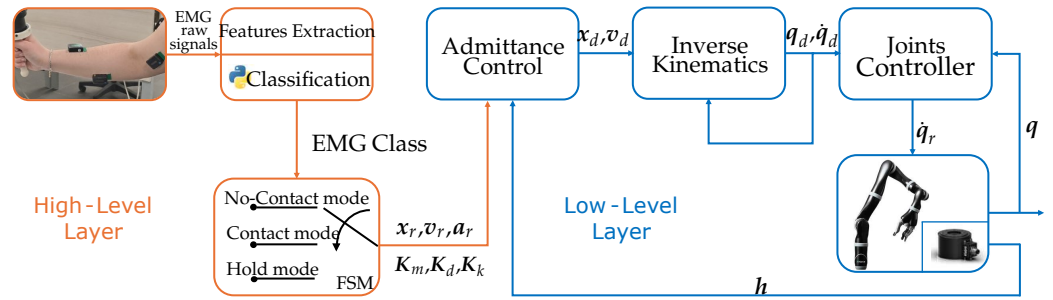 EMG
raw
signals
Features Extraction
Classification
EMG Class
High-Level
Layer
No-Contact mode
Contact mode
Hold mode
FSM
x_r,v_r,a_r
K_m,K_d,K_k
Admittance
Control
x_d,v_d
Inverse
Kinematics
q_d,q̇_d
Joints
Controller
q̇_r
q
Low-Level
Layer
h